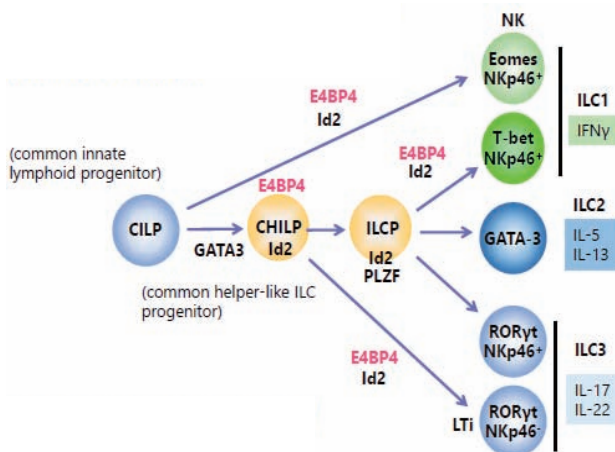 NK
Eomes
NKp46⁺
ILC1
IFNγ
E4BP4
Id2
T-bet
NKp46⁺
E4BP4
Id2
(common innate
lymphoid progenitor)
E4BP4
ILC2
IL-5
IL-13
CILP
GATA3
CHILP
Id2
ILCP
Id2
PLZF
GATA-3
(common helper-like ILC
progenitor)
RORγt
NKp46⁺
ILC3
IL-17
IL-22
E4BP4
Id2
LTi
RORγt
NKp46⁻